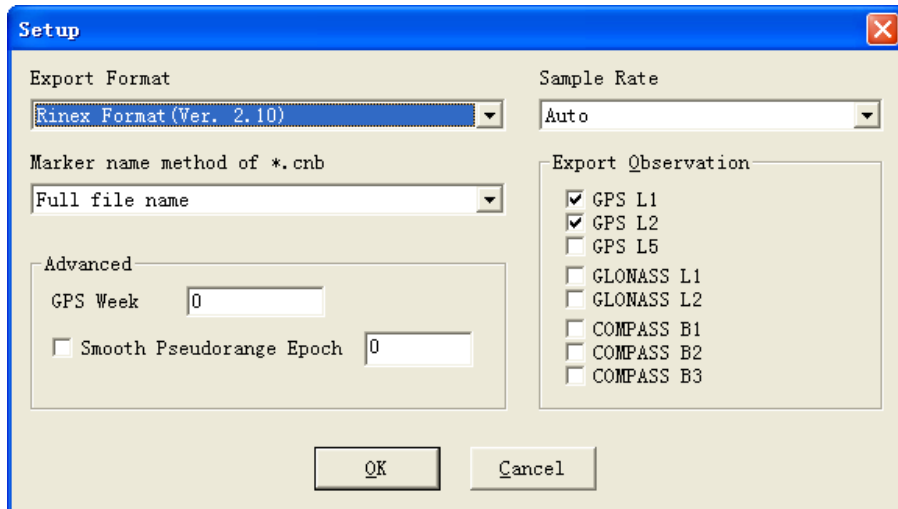 Setup
Export Format
Rinex Format(Ver. 2.10)
Sample Rate
Auto
Marker name method of *.cnb
Full file name
Export Observation
GPS L1
GPS L2
GPS L5
GLONASS L1
GLONASS L2
COMPASS B1
COMPASS B2
COMPASS B3
Advanced
GPS Week 0
Smooth Pseudorange Epoch 0
OK
Cancel